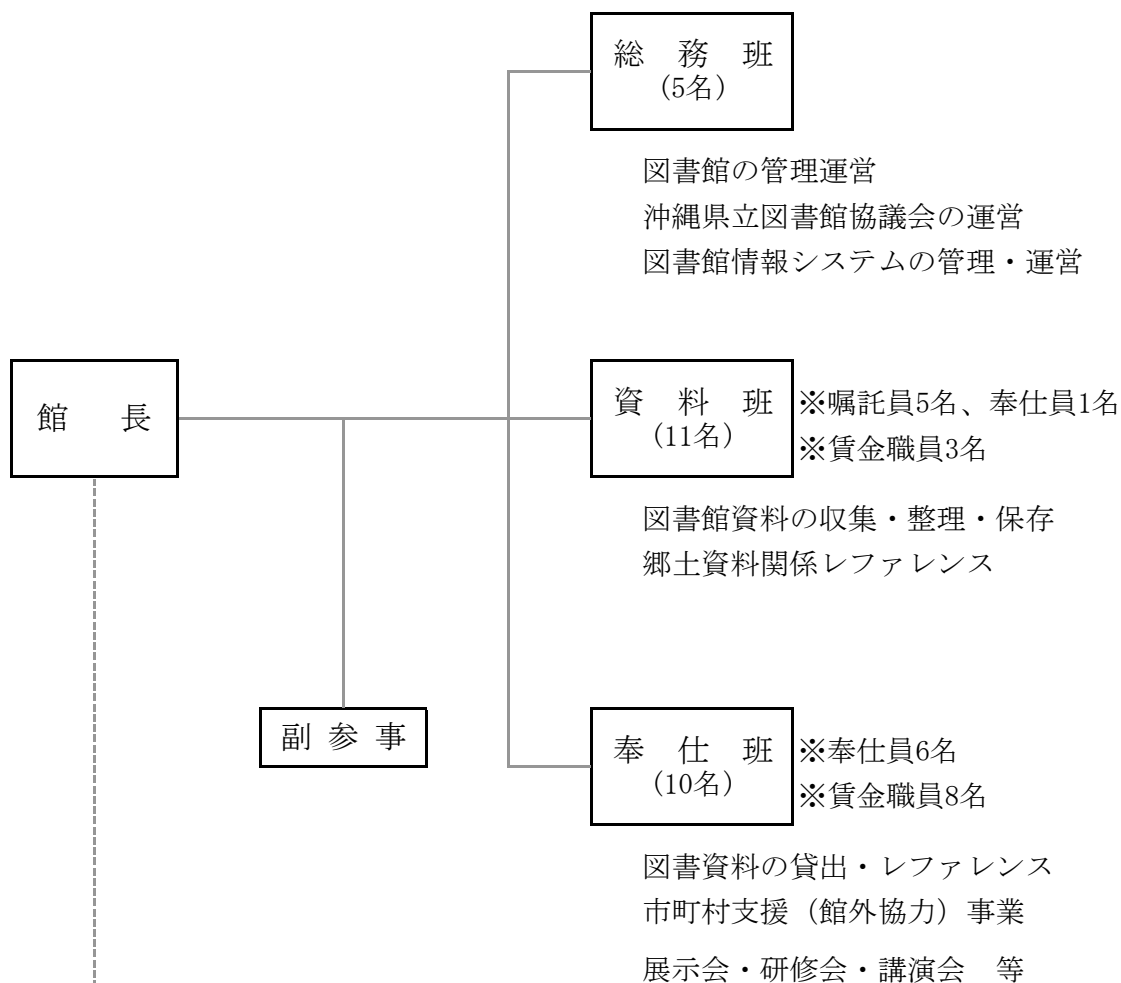 総　務　班
(5名)
図書館の管理運営
沖縄県立図書館協議会の運営
図書館情報システムの管理・運営
館　　長
資　料　班
(11名)
※嘱託員5名、奉仕員1名
※賃金職員3名
図書館資料の収集・整理・保存
郷土資料関係レファレンス
副 参 事
奉　仕　班
(10名)
※奉仕員6名
※賃金職員8名
図書資料の貸出・レファレンス
市町村支援（館外協力）事業
展示会・研修会・講演会　等